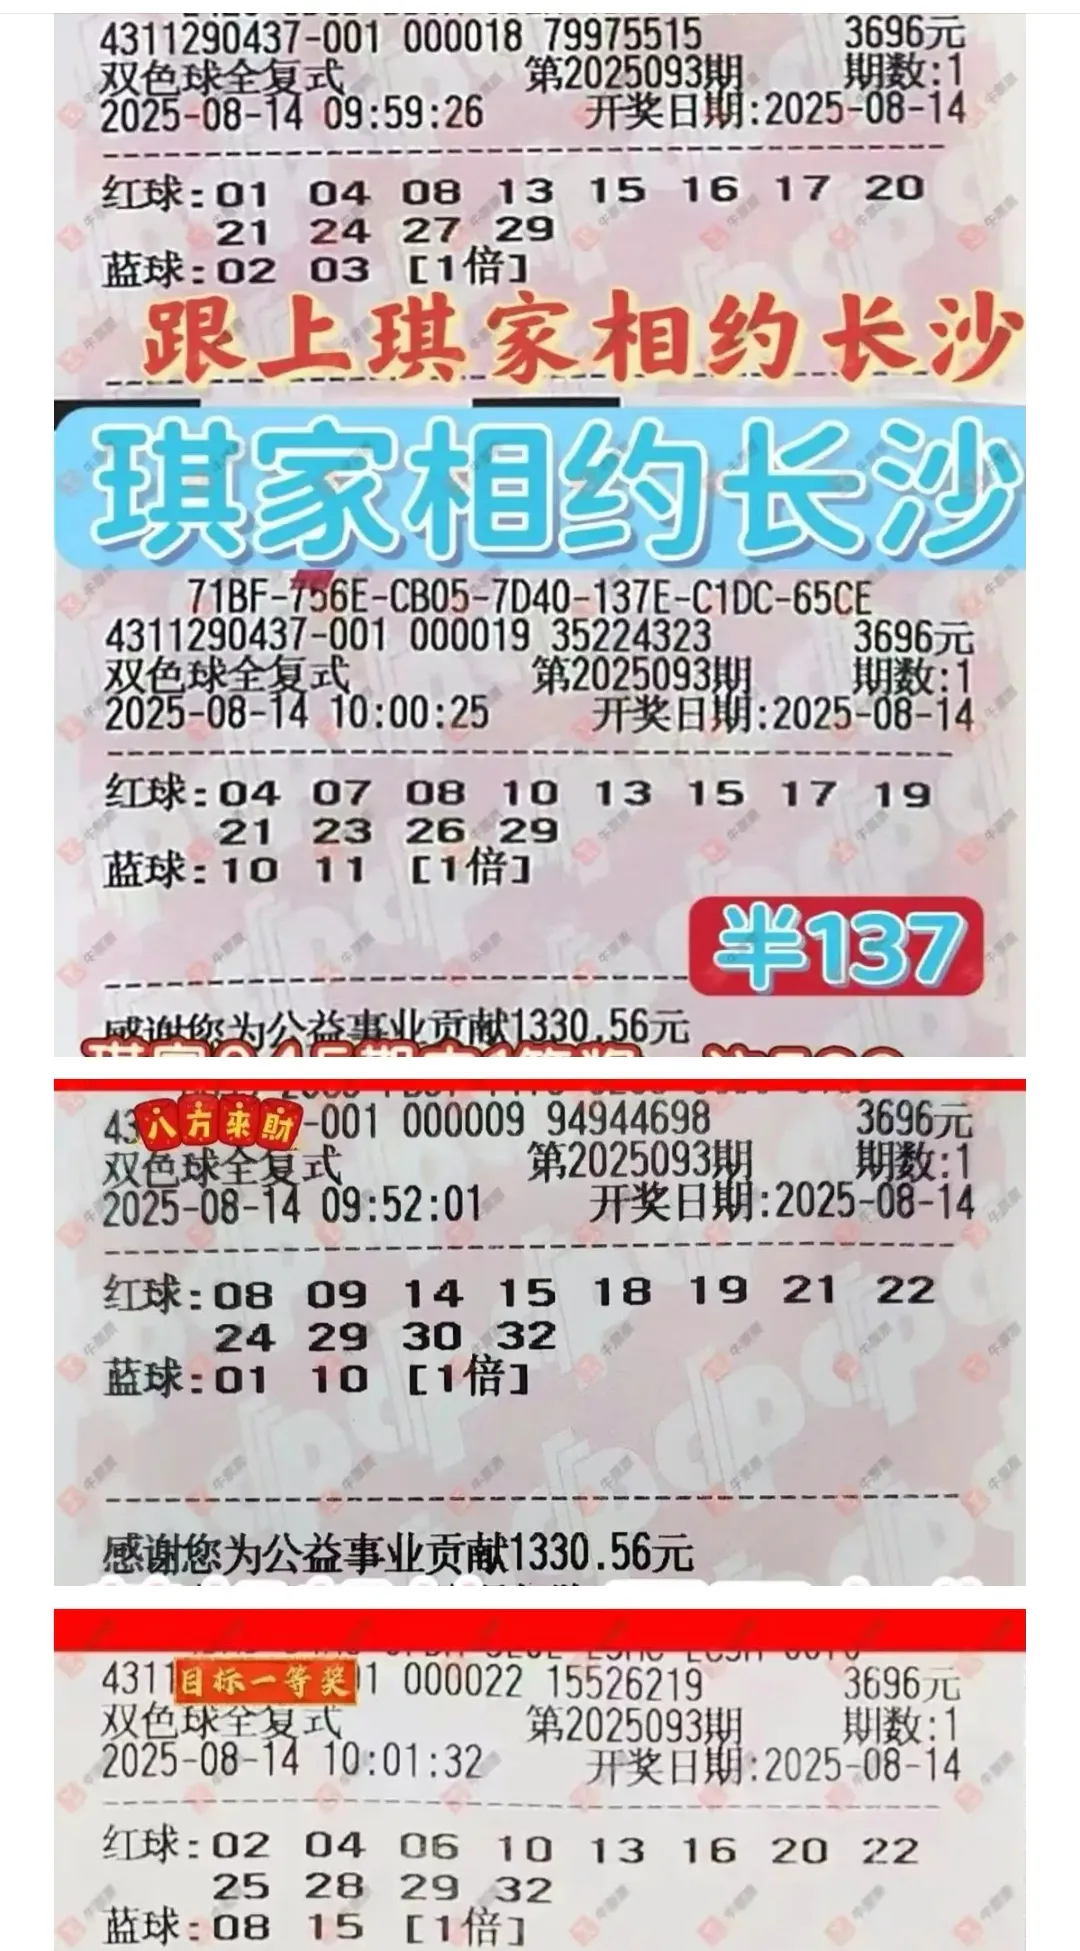 4311290437-001 000018 79975515 3696元
双色球全复式 第2025093期 期数:1
2025-08-14 09:59:26 开奖日期:2025-08-14
红球:01 04 08 13 15 16 17 20
21 24 27 29
蓝球:02 03 [1倍]
跟上琪家相约长沙
琪家相约长沙
71BF-756E-CB05-7D40-137E-C1DC-65CE
4311290437-001 000019 35224323 3696元
双色球全复式 第2025093期 期数:1
2025-08-14 10:00:25 开奖日期:2025-08-14
红球:04 07 08 10 13 15 17 19
21 23 26 29
蓝球:10 11 [1倍]
半137
感谢您为公益事业贡献1330.56元
八方来財
43 -001 000009 94944698 3696元
双色球全复式 第2025093期 期数:1
2025-08-14 09:52:01 开奖日期:2025-08-14
红球:08 09 14 15 18 19 21 22
24 29 30 32
蓝球:01 10 [1倍]
感谢您为公益事业贡献1330.56元
目标一等奖
4311 1 000022 15526219 3696元
双色球全复式 第2025093期 期数:1
2025-08-14 10:01:32 开奖日期:2025-08-14
红球:02 04 06 10 13 16 20 22
25 28 29 32
蓝球:08 15 [1倍]